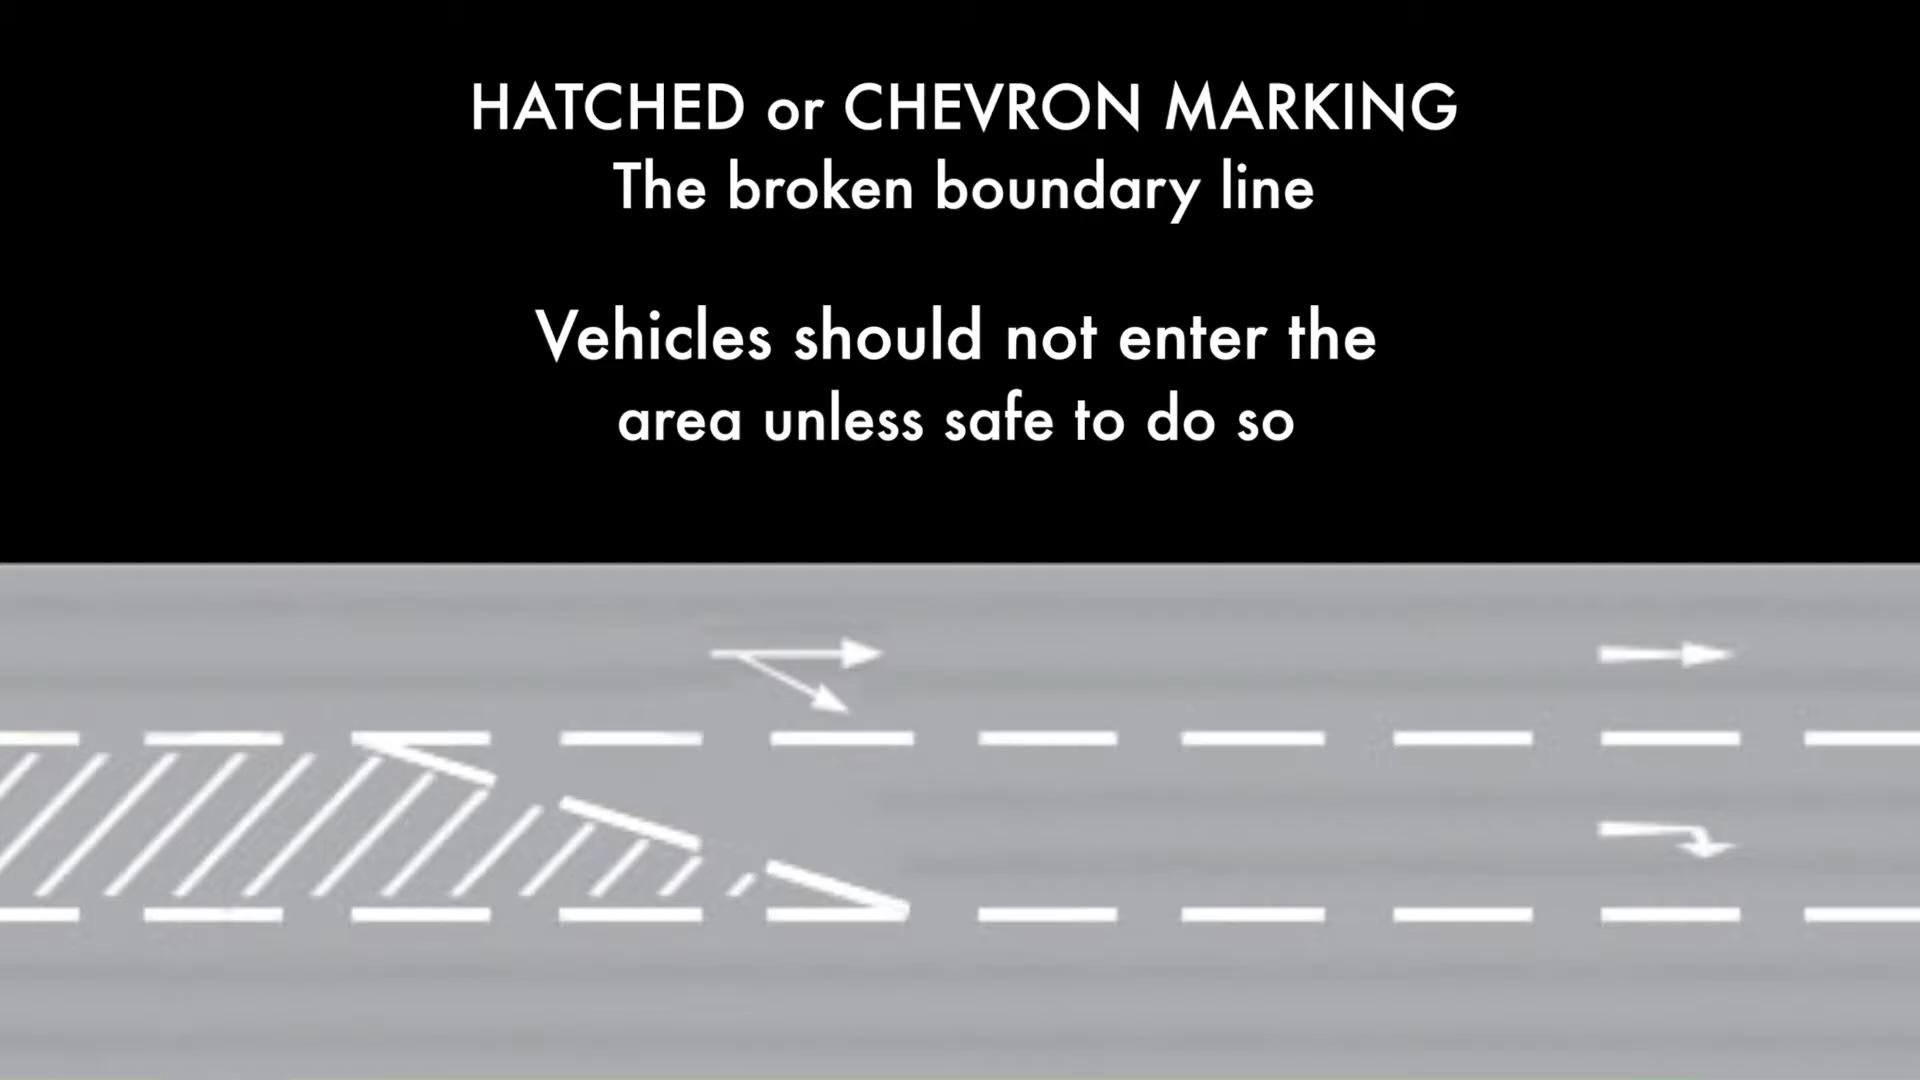 HATCHED or CHEVRON MARKING
The broken boundary line
Vehicles should not enter the
area unless safe to do so